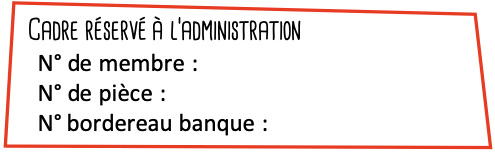 Cadre réservé à l'administration
N° de membre :
N° de pièce :
N° bordereau banque :